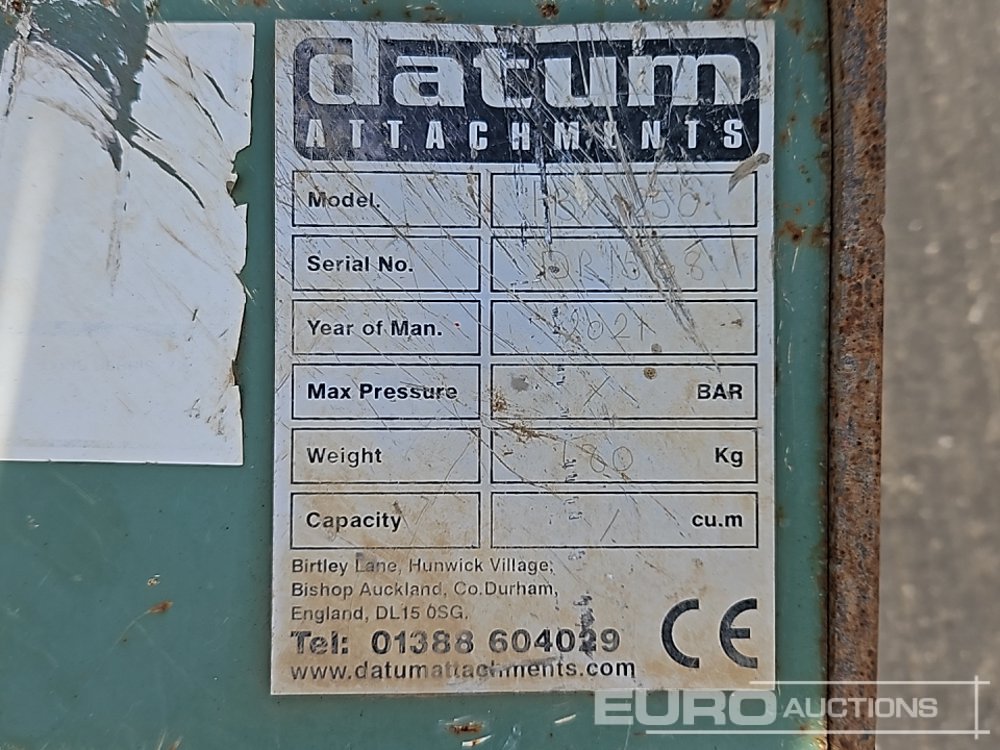 datum
ATTACHMENTS
Model.
Serial No.
Year of Man. 2021
Max Pressure / BAR
Weight 80 Kg
Capacity / cu.m
Birtley Lane, Hunwick Village,
Bishop Auckland, Co.Durham,
England, DL15 0SG.
Tel: 01388 604029
www.datumattachments.com
CE
EURO AUCTIONS